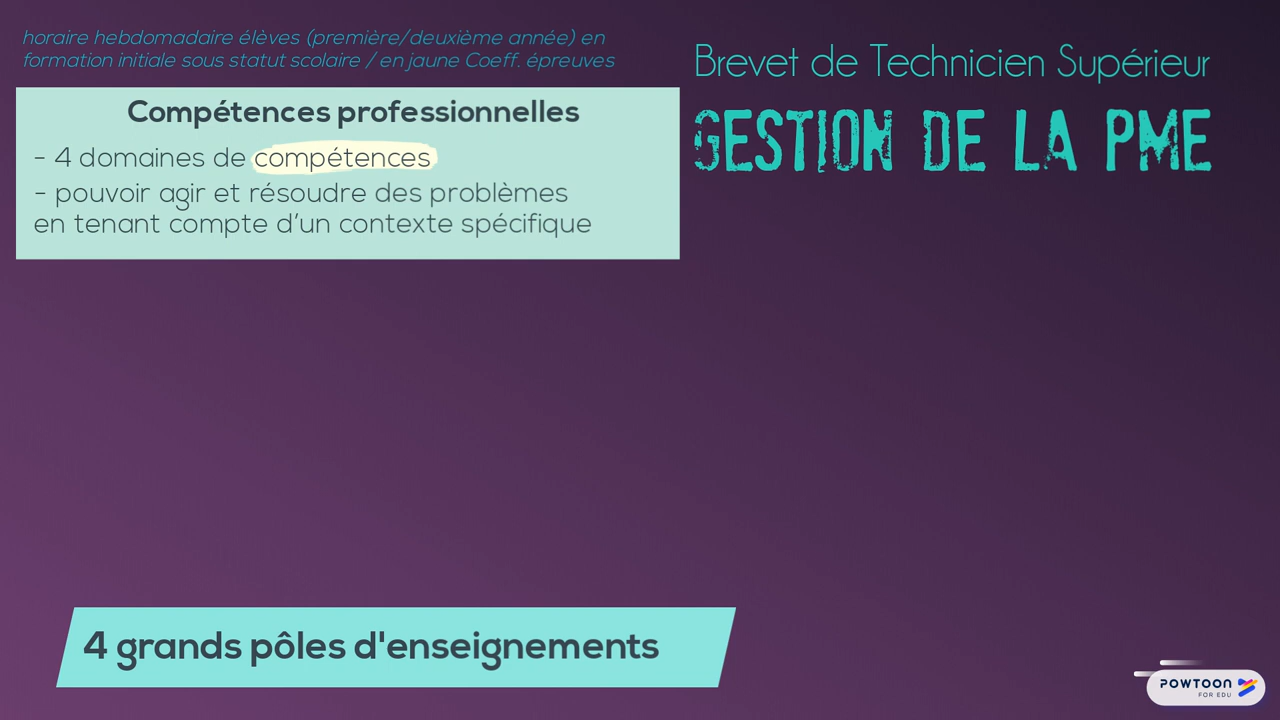 horaire hebdomadaire élèves (première/deuxième année) en
formation initiale sous statut scolaire / en jaune Coeff. épreuves
Brevet de Technicien Supérieur
GESTION DE LA PME
Compétences professionnelles
- 4 domaines de compétences
- pouvoir agir et résoudre des problèmes
en tenant compte d'un contexte spécifique
4 grands pôles d'enseignements
POWTOON
FOR EDU